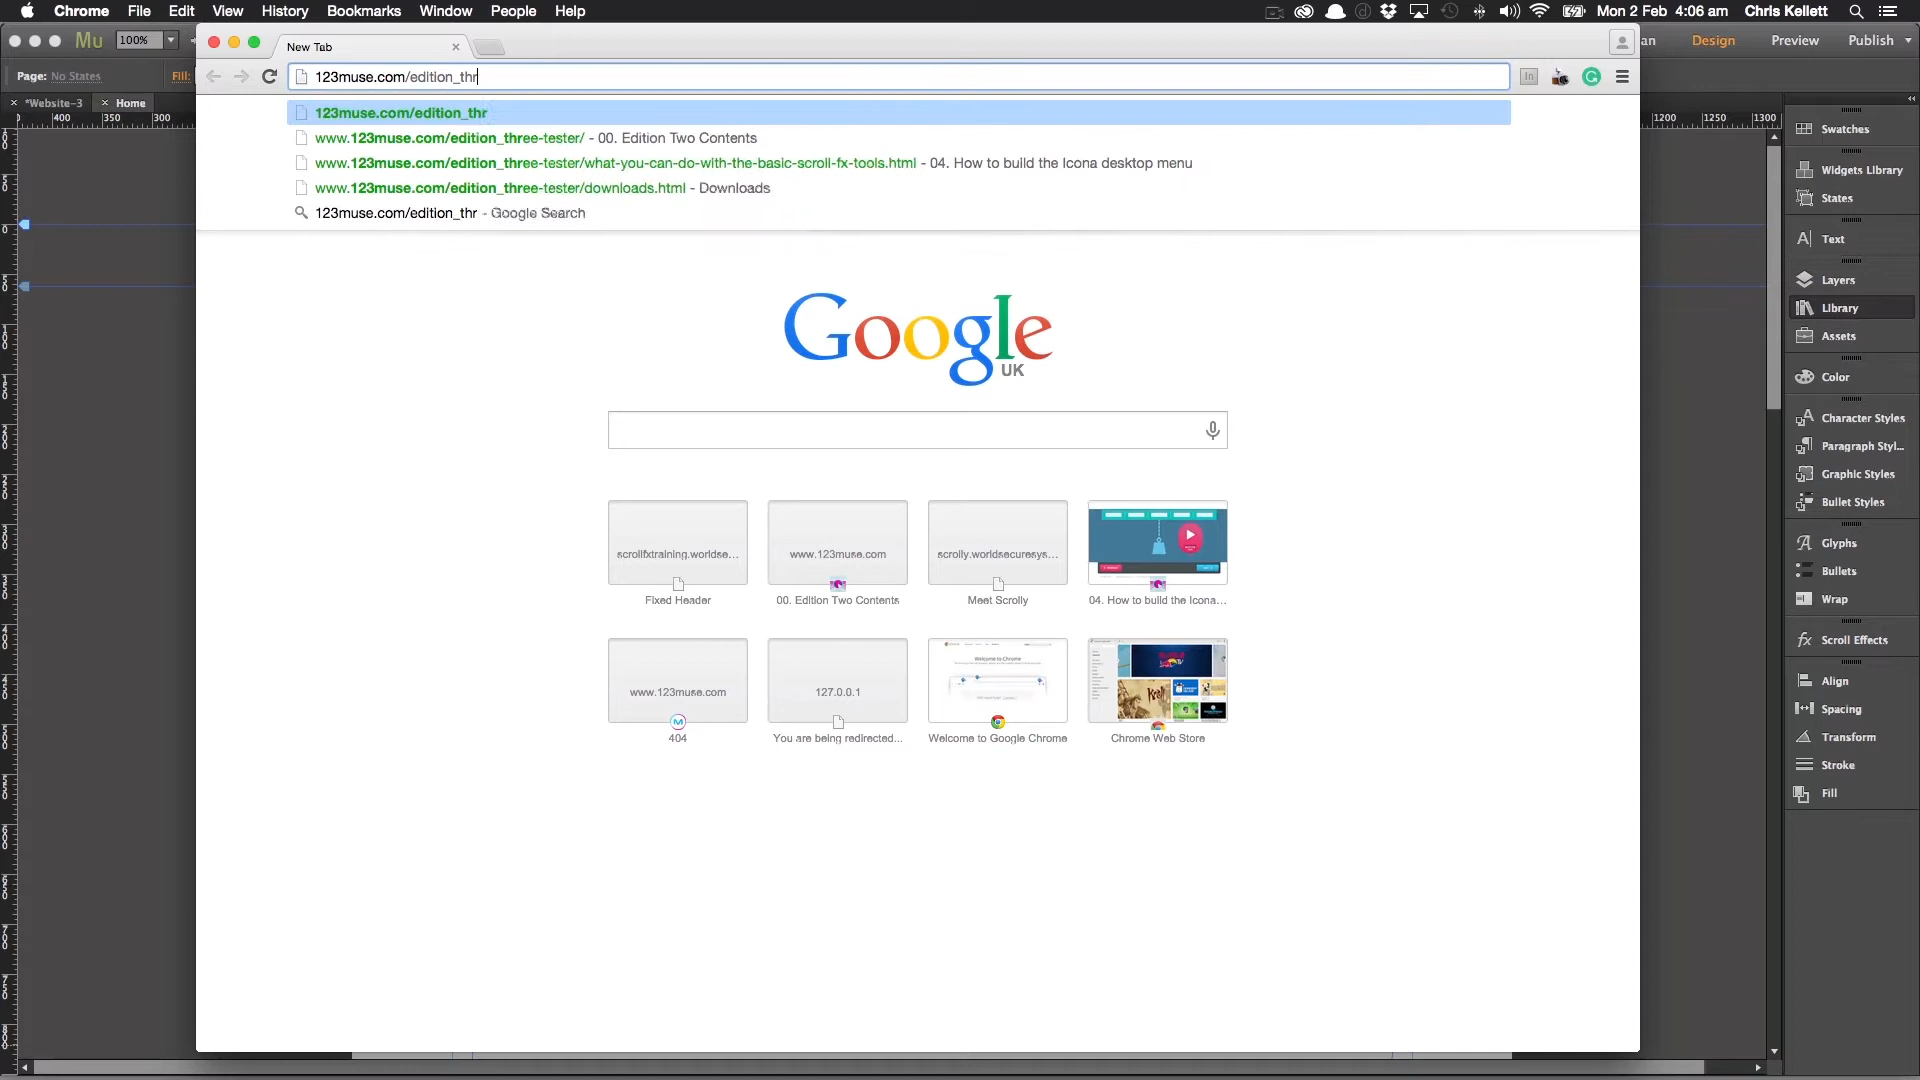 Chrome File Edit View History Bookmarks Window People Help
Mon 2 Feb 4:06 am Chris Kellett
Mu 100%
New Tab
Design Preview Publish
Page: No States Fill:
123muse.com/edition_thr
*Website-3 Home
123muse.com/edition_thr
www.123muse.com/edition_three-tester/ - 00. Edition Two Contents
www.123muse.com/edition_three-tester/what-you-can-do-with-the-basic-scroll-fx-tools.html - 04. How to build the Icona desktop menu
www.123muse.com/edition_three-tester/downloads.html - Downloads
123muse.com/edition_thr - Google Search
400 350 300
1200 1250 1300
Google
UK
scrollfxtraining.worldse...
www.123muse.com
scrolly.worldsecuresys...
Fixed Header
00. Edition Two Contents
Meet Scrolly
04. How to build the Icona...
www.123muse.com
127.0.0.1
Welcome to Chrome
404
You are being redirected...
Welcome to Google Chrome
Chrome Web Store
Swatches
Widgets Library
States
Text
Layers
Library
Assets
Color
Character Styles
Paragraph Styl...
Graphic Styles
Bullet Styles
Glyphs
Bullets
Wrap
Scroll Effects
Align
Spacing
Transform
Stroke
Fill